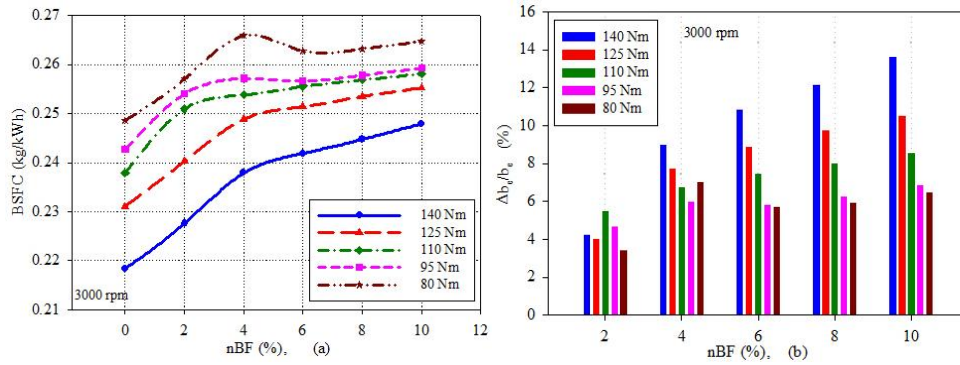 0.27
0.26
0.25
0.24
0.23
0.22
0.21
BSFC (kg/kWh)
140 Nm
125 Nm
110 Nm
95 Nm
80 Nm
3000 rpm
0 2 4 6 8 10 12
nBF (%), (a)
16
14
12
10
8
6
4
2
0
Δbₑ/bₑ (%)
3000 rpm
140 Nm
125 Nm
110 Nm
95 Nm
80 Nm
2 4 6 8 10
nBF (%), (b)